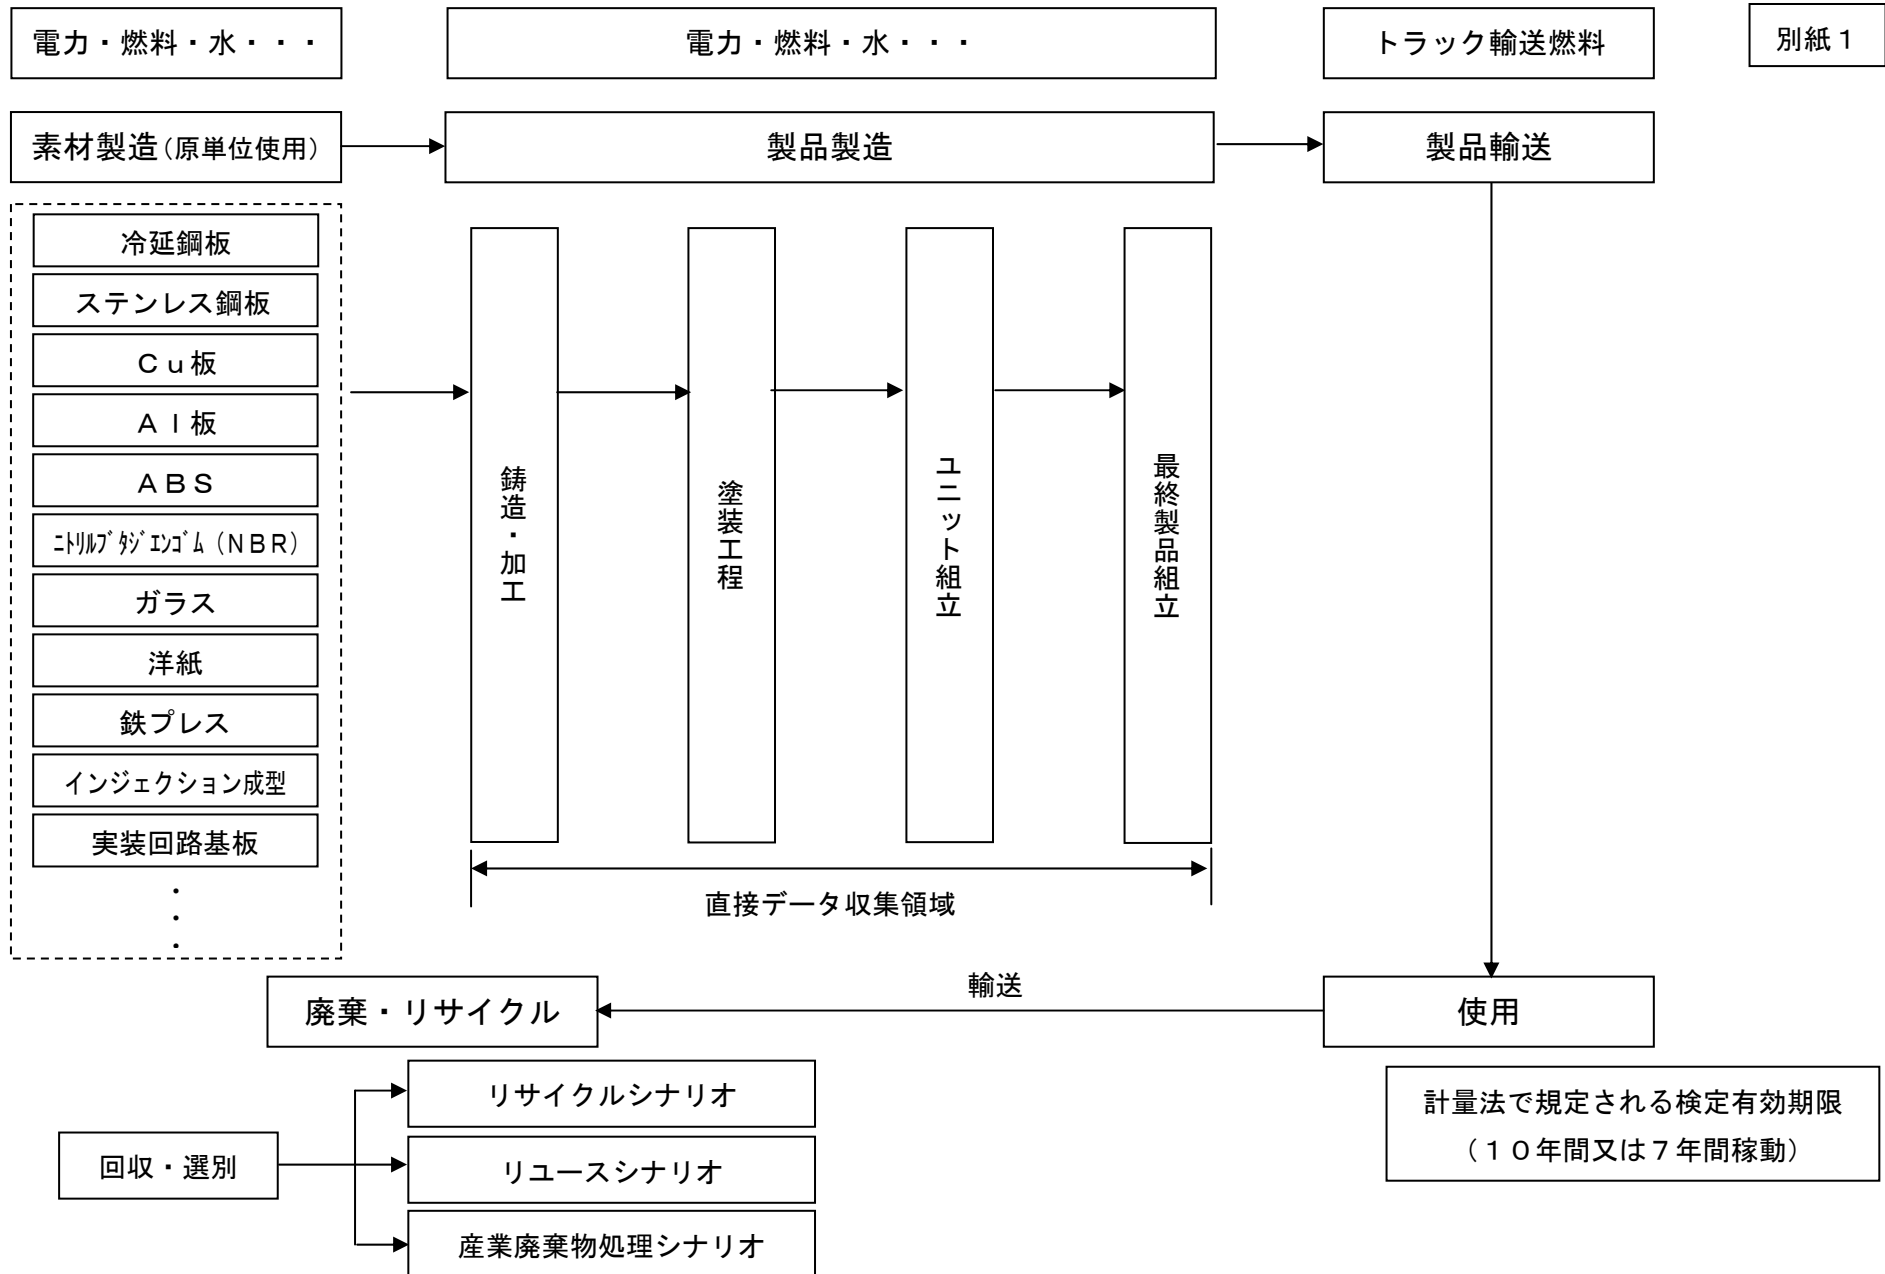 電力・燃料・水・・・
電力・燃料・水・・・
トラック輸送燃料
別紙１
素材製造（原単位使用）
製品製造
製品輸送
冷延鋼板
ステンレス鋼板
Ｃｕ板
Ａｌ板
ＡＢＳ
ﾆﾄﾘﾙﾌﾞﾀｼﾞｴﾝｺﾞﾑ（ＮＢＲ）
ガラス
洋紙
鉄プレス
インジェクション成型
実装回路基板
・
・
・
鋳造・加工
塗装工程
ユニット組立
最終製品組立
直接データ収集領域
廃棄・リサイクル
輸送
使用
リサイクルシナリオ
計量法で規定される検定有効期限
（１０年間又は７年間稼動）
回収・選別
リユースシナリオ
産業廃棄物処理シナリオ